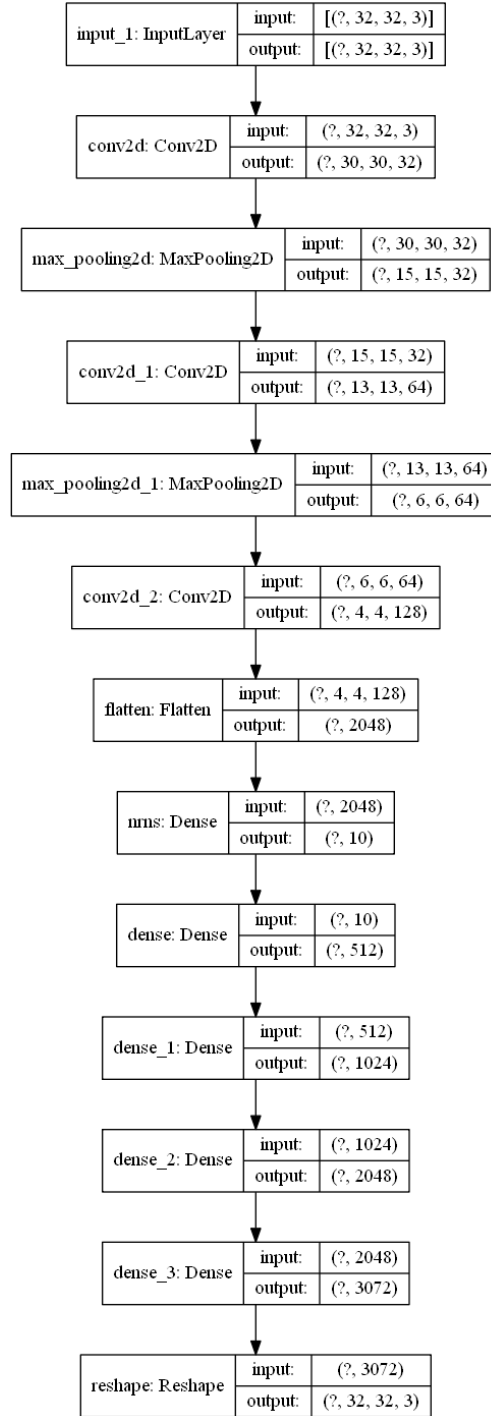 input_1: InputLayer
input: [(?, 32, 32, 3)]
output: [(?, 32, 32, 3)]
conv2d: Conv2D
input: (?, 32, 32, 3)
output: (?, 30, 30, 32)
max_pooling2d: MaxPooling2D
input: (?, 30, 30, 32)
output: (?, 15, 15, 32)
conv2d_1: Conv2D
input: (?, 15, 15, 32)
output: (?, 13, 13, 64)
max_pooling2d_1: MaxPooling2D
input: (?, 13, 13, 64)
output: (?, 6, 6, 64)
conv2d_2: Conv2D
input: (?, 6, 6, 64)
output: (?, 4, 4, 128)
flatten: Flatten
input: (?, 4, 4, 128)
output: (?, 2048)
nrns: Dense
input: (?, 2048)
output: (?, 10)
dense: Dense
input: (?, 10)
output: (?, 512)
dense_1: Dense
input: (?, 512)
output: (?, 1024)
dense_2: Dense
input: (?, 1024)
output: (?, 2048)
dense_3: Dense
input: (?, 2048)
output: (?, 3072)
reshape: Reshape
input: (?, 3072)
output: (?, 32, 32, 3)